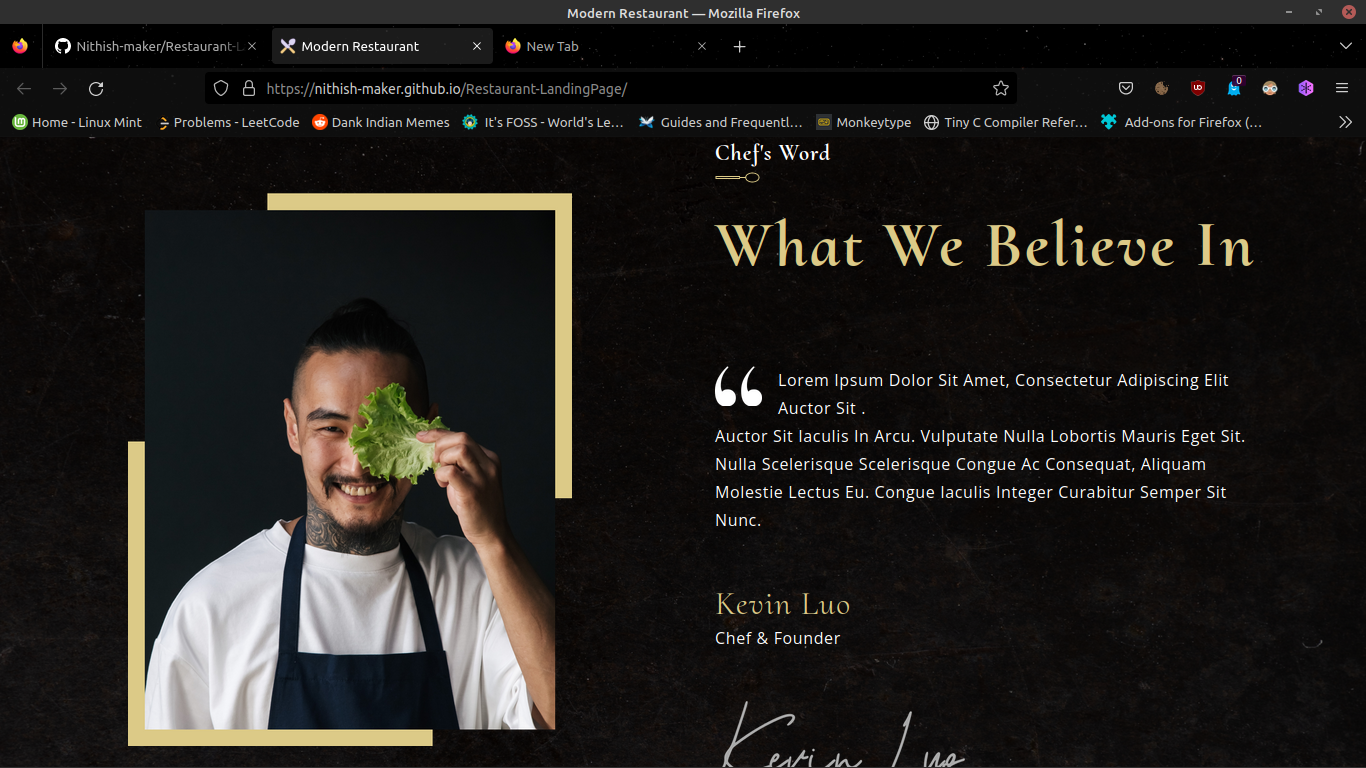 Modern Restaurant — Mozilla Firefox
Nithish-maker/Restaurant-L
Modern Restaurant
New Tab
https://nithish-maker.github.io/Restaurant-LandingPage/
0
Home - Linux Mint
Problems - LeetCode
Dank Indian Memes
It's FOSS - World's Le…
Guides and Frequentl…
Monkeytype
Tiny C Compiler Refer…
Add-ons for Firefox (…
Chef's Word
What We Believe In
“ Lorem Ipsum Dolor Sit Amet, Consectetur Adipiscing Elit
Auctor Sit .
Auctor Sit Iaculis In Arcu. Vulputate Nulla Lobortis Mauris Eget Sit.
Nulla Scelerisque Scelerisque Congue Ac Consequat, Aliquam
Molestie Lectus Eu. Congue Iaculis Integer Curabitur Semper Sit
Nunc.
Kevin Luo
Chef & Founder
Kevin Luo